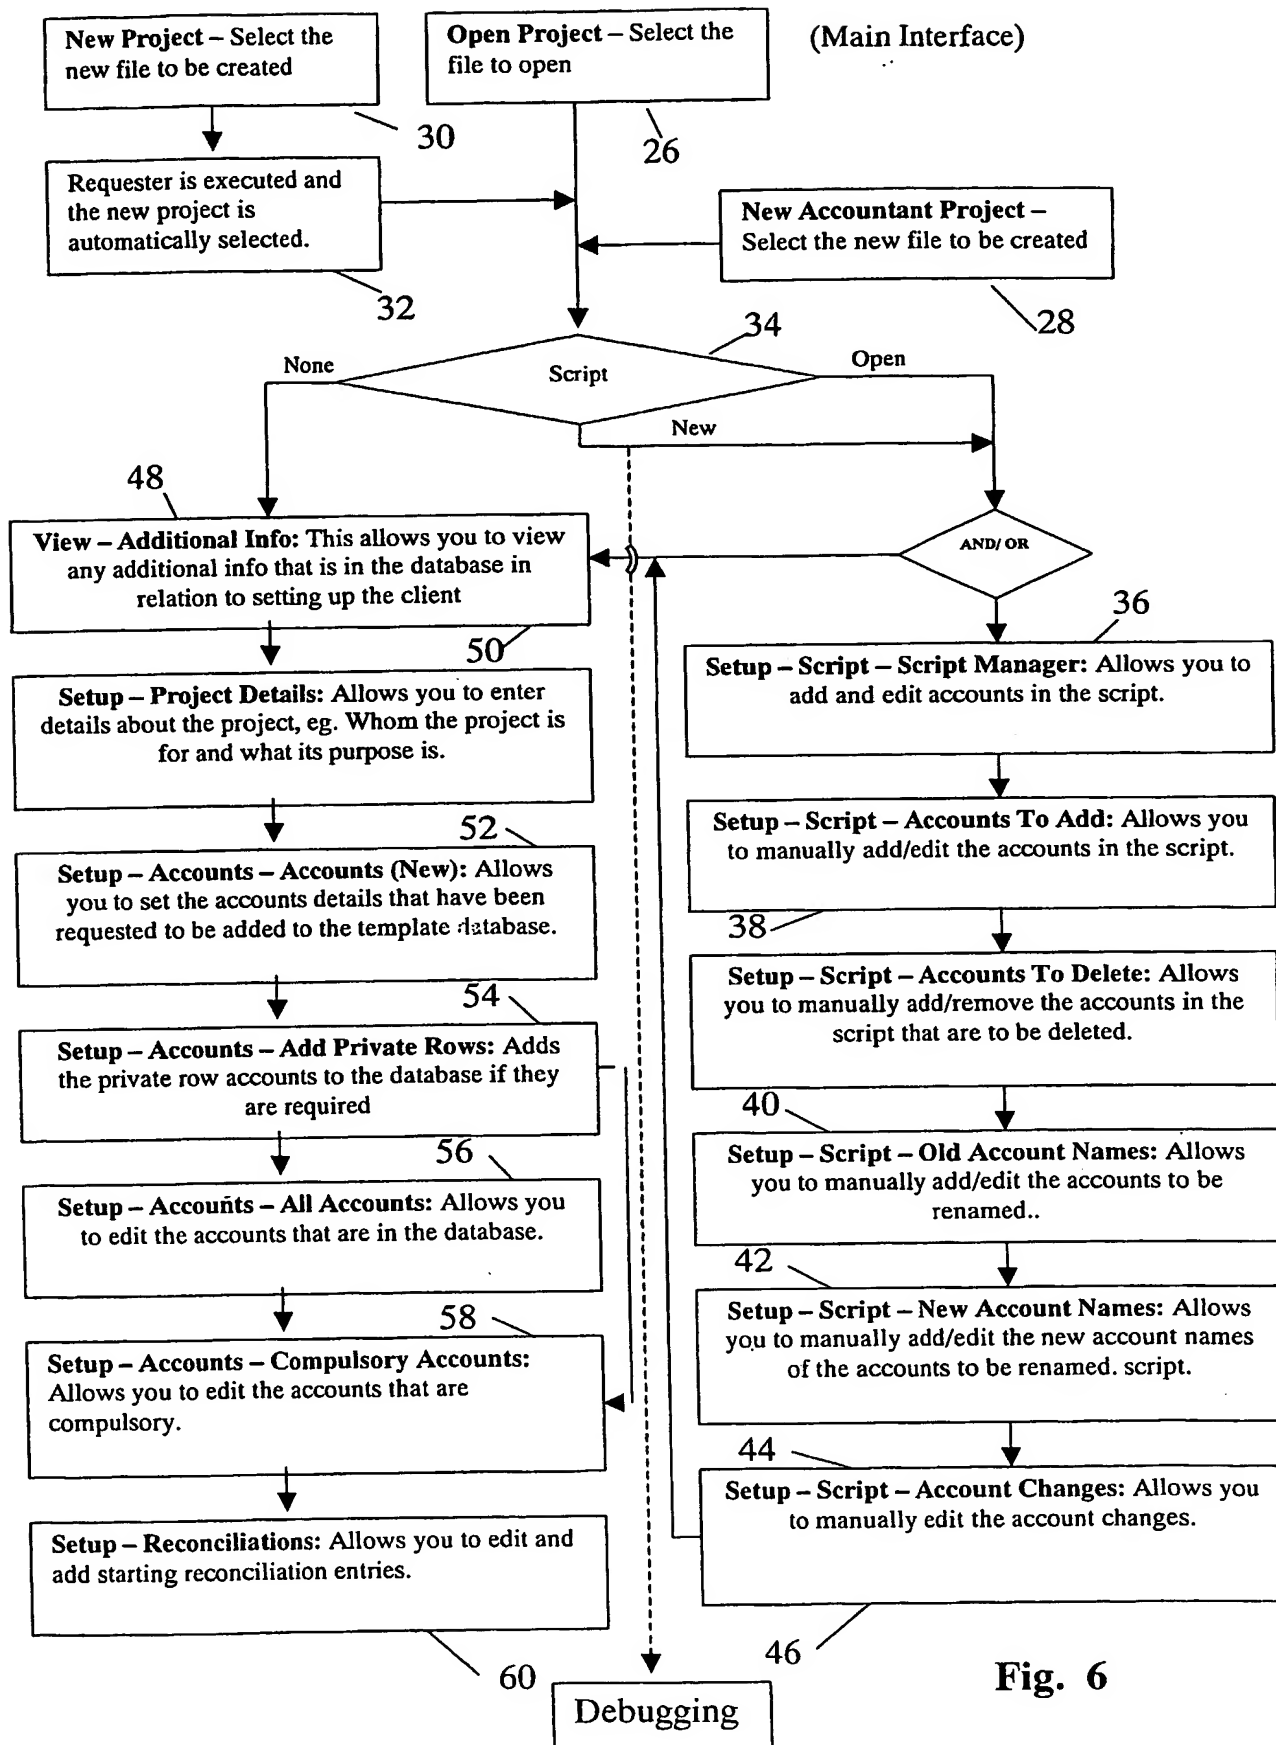 New Project – Select the
new file to be created
Open Project – Select the
file to open
(Main Interface)
30
26
Requester is executed and
the new project is
automatically selected.
New Accountant Project –
Select the new file to be created
32
28
34
None
Script
Open
New
48
View – Additional Info: This allows you to view
any additional info that is in the database in
relation to setting up the client
AND/ OR
50
36
Setup – Project Details: Allows you to enter
details about the project, eg. Whom the project is
for and what its purpose is.
Setup – Script – Script Manager: Allows you to
add and edit accounts in the script.
52
Setup – Accounts – Accounts (New): Allows
you to set the accounts details that have been
requested to be added to the template database.
Setup – Script – Accounts To Add: Allows you
to manually add/edit the accounts in the script.
38
54
Setup – Accounts – Add Private Rows: Adds
the private row accounts to the database if they
are required
Setup – Script – Accounts To Delete: Allows
you to manually add/remove the accounts in the
script that are to be deleted.
40
56
Setup – Accounts – All Accounts: Allows you
to edit the accounts that are in the database.
Setup – Script – Old Account Names: Allows
you to manually add/edit the accounts to be
renamed..
42
58
Setup – Accounts – Compulsory Accounts:
Allows you to edit the accounts that are
compulsory.
Setup – Script – New Account Names: Allows
you to manually add/edit the new account names
of the accounts to be renamed. script.
44
Setup – Script – Account Changes: Allows you
to manually edit the account changes.
Setup – Reconciliations: Allows you to edit and
add starting reconciliation entries.
46
60
Fig. 6
Debugging